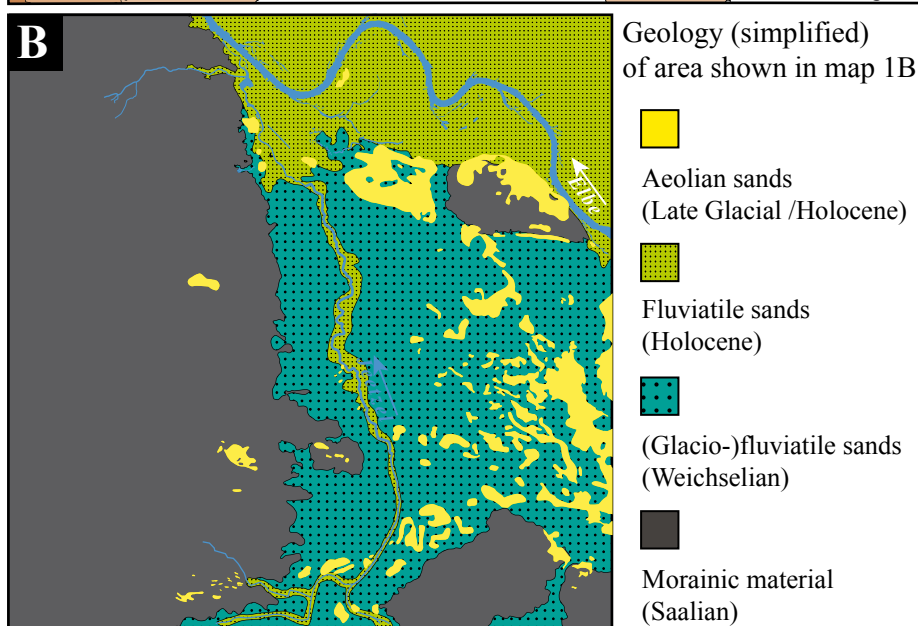 B
Geology (simplified)
of area shown in map 1B
Elbe
Aeolian sands
(Late Glacial /Holocene)
Fluviatile sands
(Holocene)
(Glacio-)fluviatile sands
(Weichselian)
Morainic material
(Saalian)